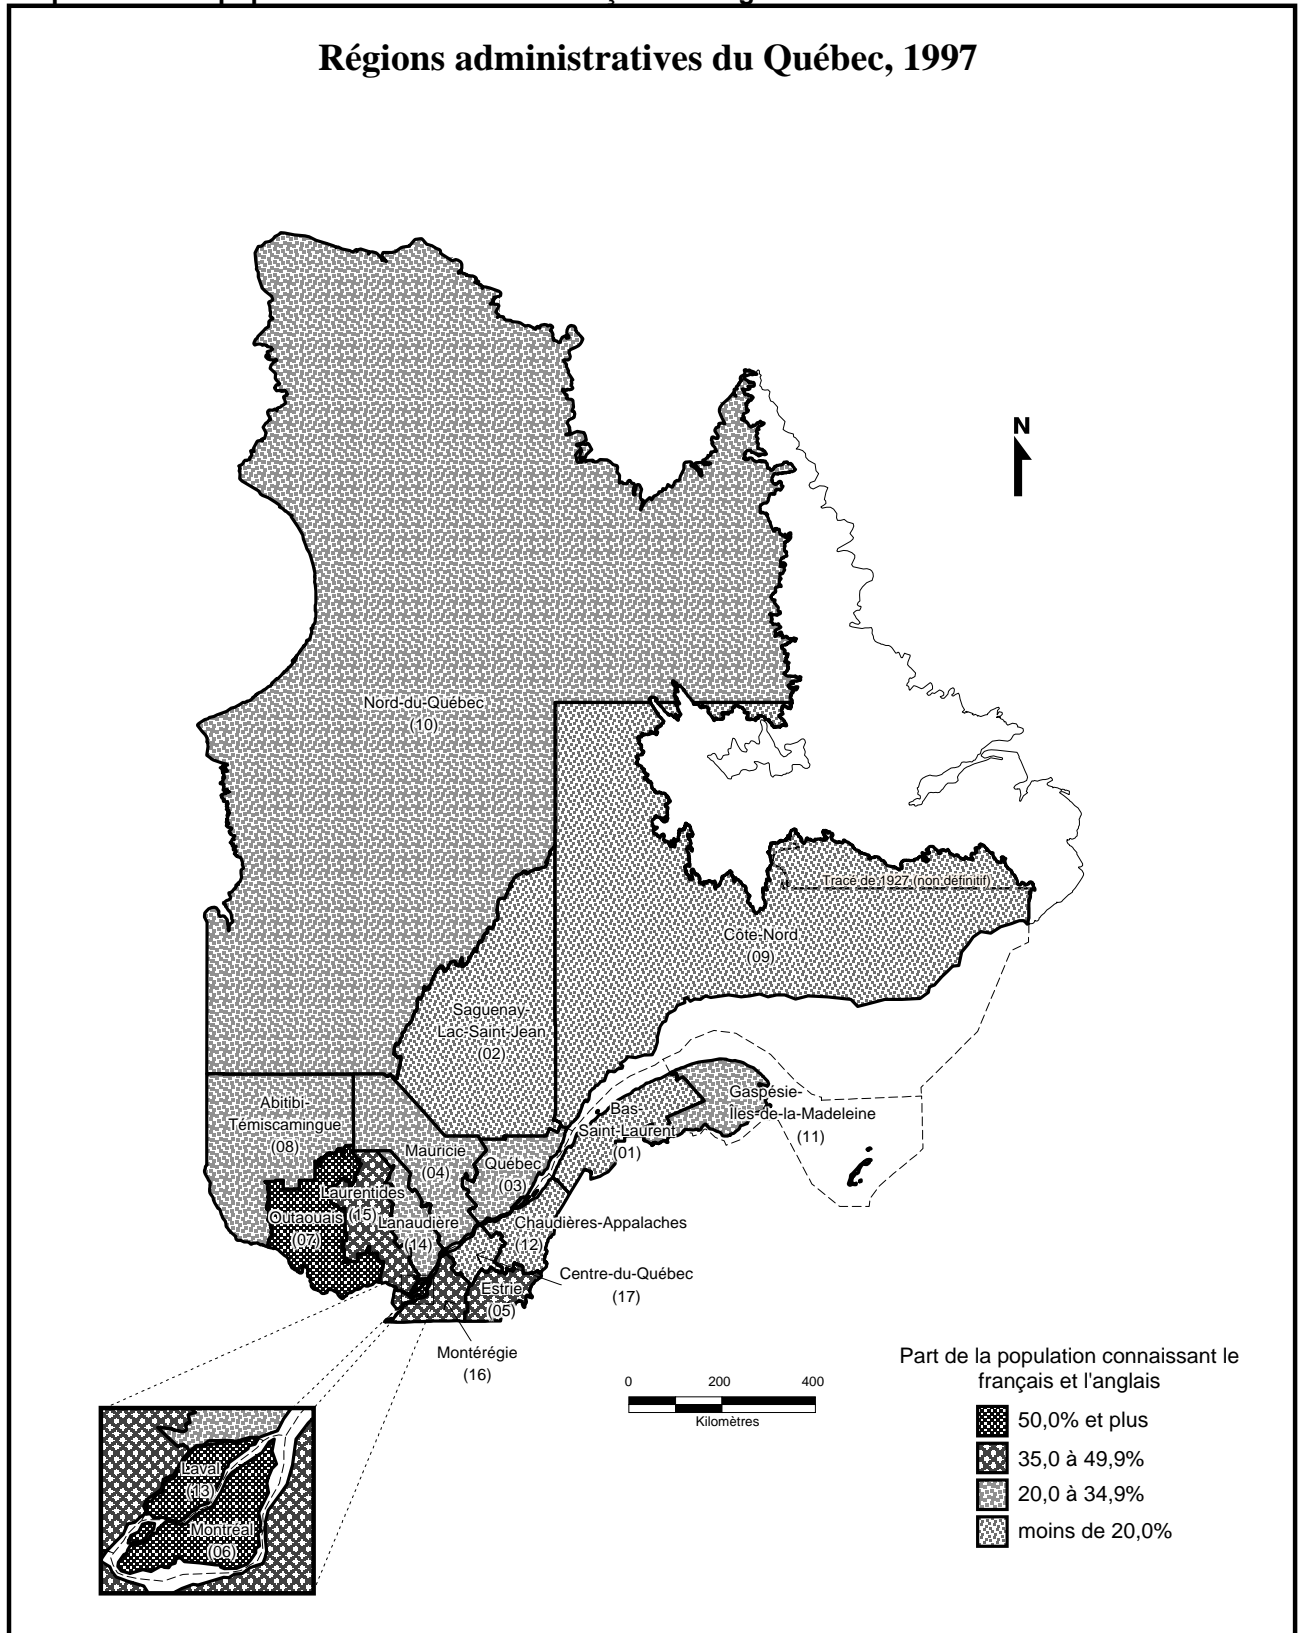 Régions administratives du Québec, 1997
N
Nord-du-Québec
(10)
Tracé de 1927 (non définitif)
Côte-Nord
(09)
Saguenay-
Lac-Saint-Jean
(02)
Abitibi-
Témiscamingue
(08)
Gaspésie-
Îles-de-la-Madeleine
(11)
Bas-
Saint-Laurent
(01)
Mauricie
(04)
Québec
(03)
Laurentides
(15)
Outaouais
(07)
Lanaudière
(14)
Chaudières-Appalaches
(12)
Centre-du-Québec
(17)
Estrie
(05)
Montérégie
(16)
0 200 400
Kilomètres
Part de la population connaissant le
français et l'anglais
50,0% et plus
35,0 à 49,9%
20,0 à 34,9%
moins de 20,0%
Laval
(13)
Montréal
(06)